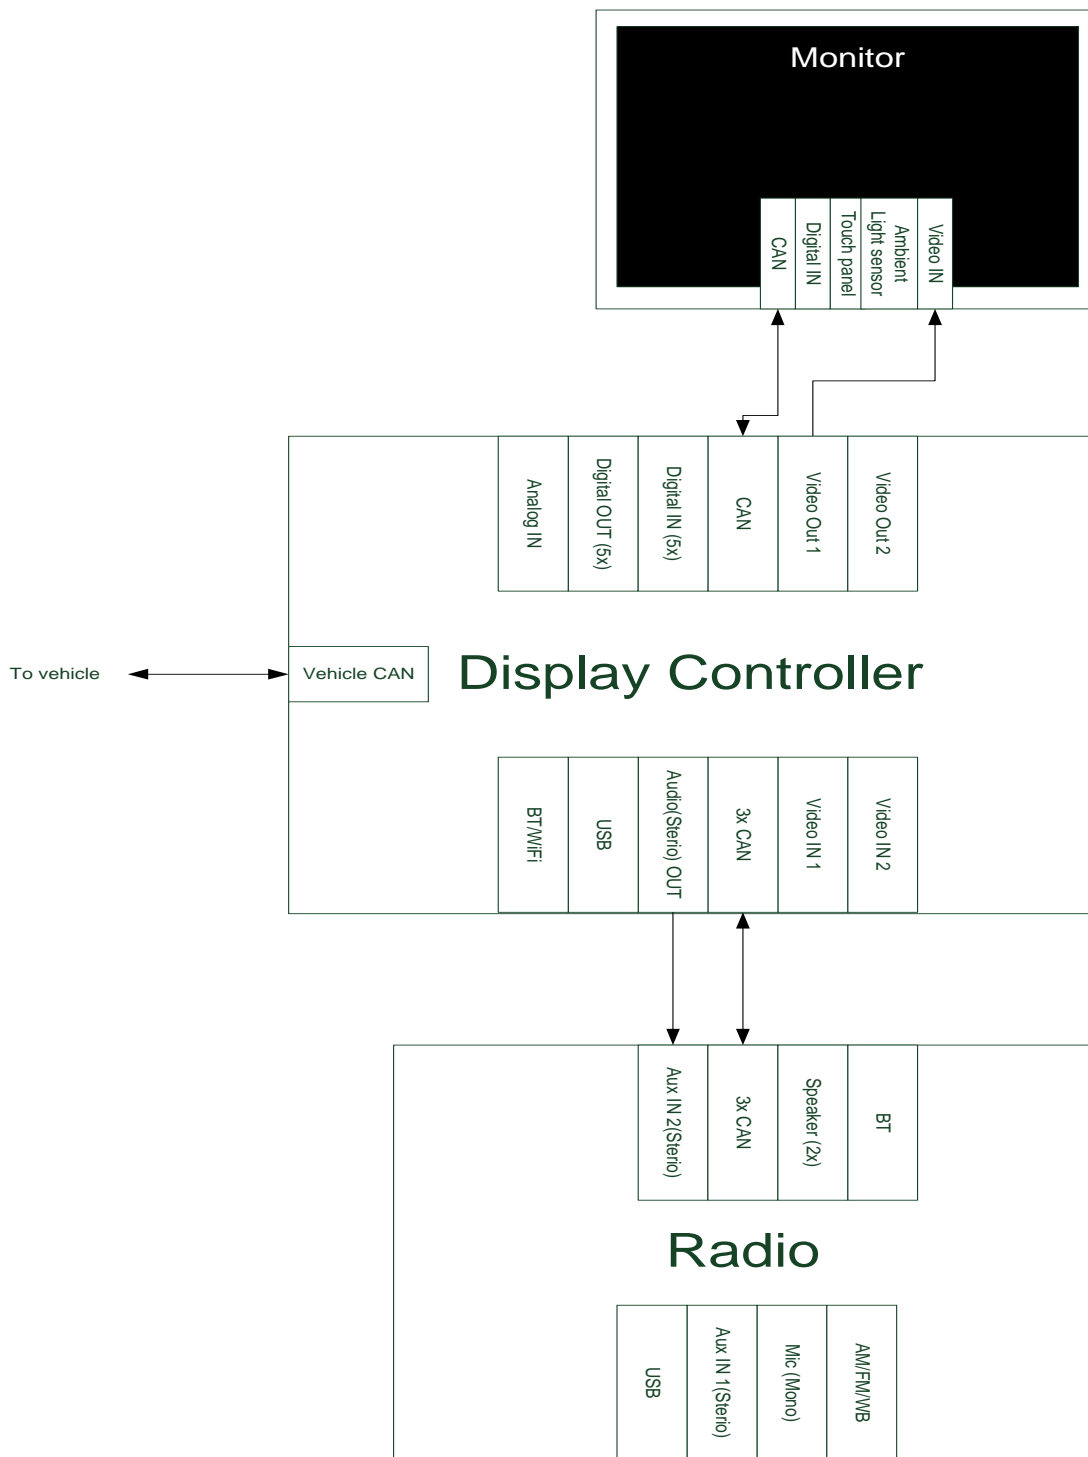 Monitor
CAN
Digital IN
Touch panel
Ambient
Light sensor
Video IN
Analog IN
Digital OUT (5x)
Digital IN (5x)
CAN
Video Out 1
Video Out 2
To vehicle
Vehicle CAN
Display Controller
BT/WiFi
USB
Audio(Sterio) OUT
3x CAN
Video IN 1
Video IN 2
Aux IN 2(Sterio)
3x CAN
Speaker (2x)
BT
Radio
USB
Aux IN 1(Sterio)
Mic (Mono)
AM/FM/WB